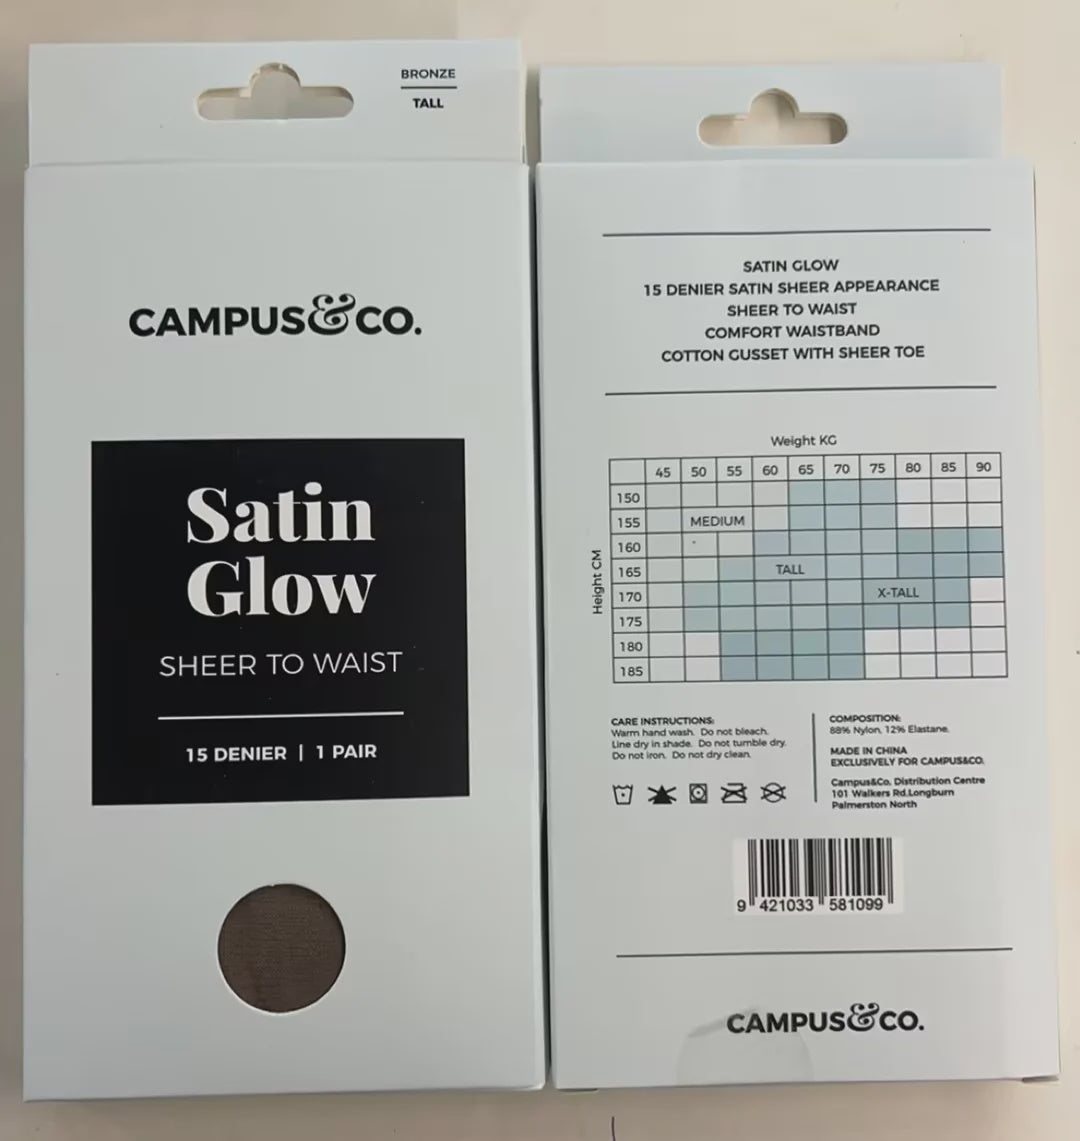 BRONZE
TALL
CAMPUS&CO.
Satin
Glow
SHEER TO WAIST
15 DENIER | 1 PAIR
SATIN GLOW
15 DENIER SATIN SHEER APPEARANCE
SHEER TO WAIST
COMFORT WAISTBAND
COTTON GUSSET WITH SHEER TOE
Weight KG
45 50 55 60 65 70 75 80 85 90
Height CM
150
155 MEDIUM
160
165 TALL
170 X-TALL
175
180
185
CARE INSTRUCTIONS:
Warm hand wash. Do not bleach.
Line dry in shade. Do not tumble dry.
Do not iron. Do not dry clean.
COMPOSITION:
88% Nylon, 12% Elastane.
MADE IN CHINA
EXCLUSIVELY FOR CAMPUS&CO.
Campus&Co. Distribution Centre
101 Walkers Rd,Longburn
Palmerston North
9 421033 581099
CAMPUS&CO.